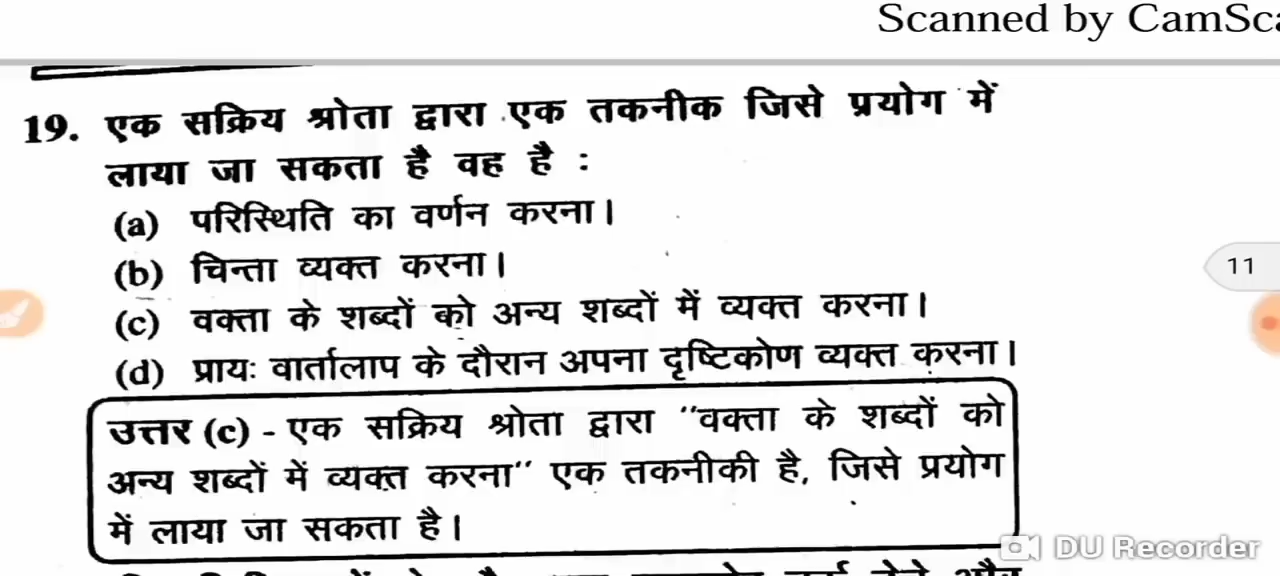 Scanned by CamSca
19. एक सक्रिय श्रोता द्वारा एक तकनीक जिसे प्रयोग में
लाया जा सकता है वह है :
(a) परिस्थिति का वर्णन करना।
(b) चिन्ता व्यक्त करना।
11
(c) वक्ता के शब्दों को अन्य शब्दों में व्यक्त करना।
(d) प्रायः वार्तालाप के दौरान अपना दृष्टिकोण व्यक्त करना।
उत्तर (c) - एक सक्रिय श्रोता द्वारा ''वक्ता के शब्दों को
अन्य शब्दों में व्यक्त करना'' एक तकनीकी है, जिसे प्रयोग
में लाया जा सकता है।
DU Recorder